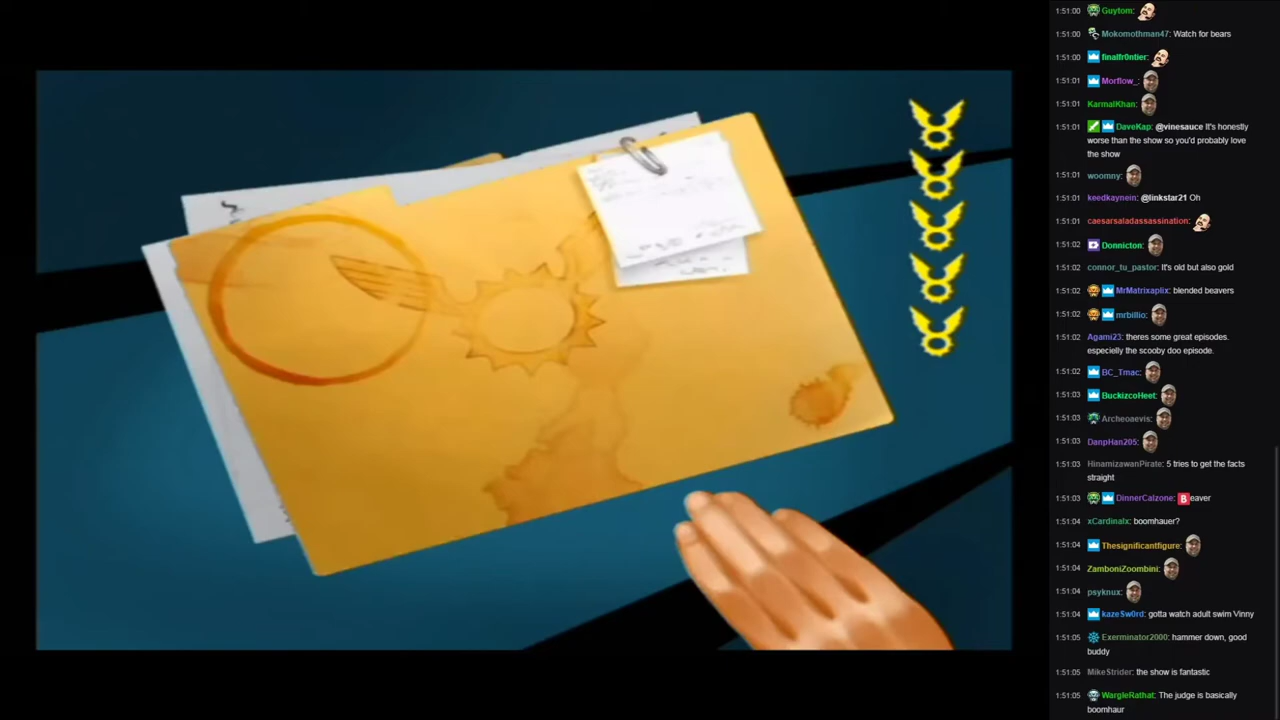 1:51:00 Guytom:
1:51:00 Mokomothman47: Watch for bears
1:51:00 finalfr0ntier:
1:51:01 Morflow_:
1:51:01 KarmalKhan:
1:51:01 DaveKap: @vinesauce It's honestly
worse than the show so you'd probably love
the show
1:51:01 woomny:
1:51:01 keedkaynein: @linkstar21 Oh
1:51:01 caesarsaladassassination:
1:51:02 Donnicton:
1:51:02 connor_tu_pastor: It's old but also gold
1:51:02 MrMatrixaplix: blended beavers
1:51:02 mrbillio:
1:51:02 Agami23: theres some great episodes.
especially the scooby doo episode.
1:51:02 BC_Tmac:
1:51:03 BuckizcoHeet:
1:51:03 Archeoaevis:
1:51:03 DanpHan205:
1:51:03 HinamizawanPirate: 5 tries to get the facts
straight
1:51:03 DinnerCalzone: Beaver
1:51:04 xCardinalx: boomhauer?
1:51:04 Thesignificantfigure:
1:51:04 ZamboniZoombini:
1:51:04 psyknux:
1:51:04 kazeSw0rd: gotta watch adult swim Vinny
1:51:05 Exerminator2000: hammer down, good
buddy
1:51:05 MikeStrider: the show is fantastic
1:51:05 WargleRathat: The judge is basically
boomhaur